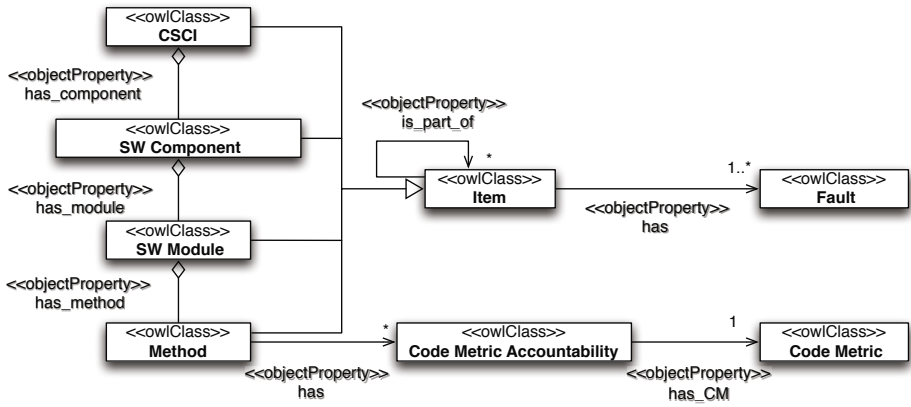 <<owlClass>>
CSCI
<<objectProperty>>
has_component
<<owlClass>>
SW Component
<<objectProperty>>
has_module
<<owlClass>>
SW Module
<<objectProperty>>
has_method
<<owlClass>>
Method
<<objectProperty>>
is_part_of
*
<<owlClass>>
Item
1..*
<<objectProperty>>
has
<<owlClass>>
Fault
*
<<objectProperty>>
has
<<owlClass>>
Code Metric Accountability
1
<<objectProperty>>
has_CM
<<owlClass>>
Code Metric